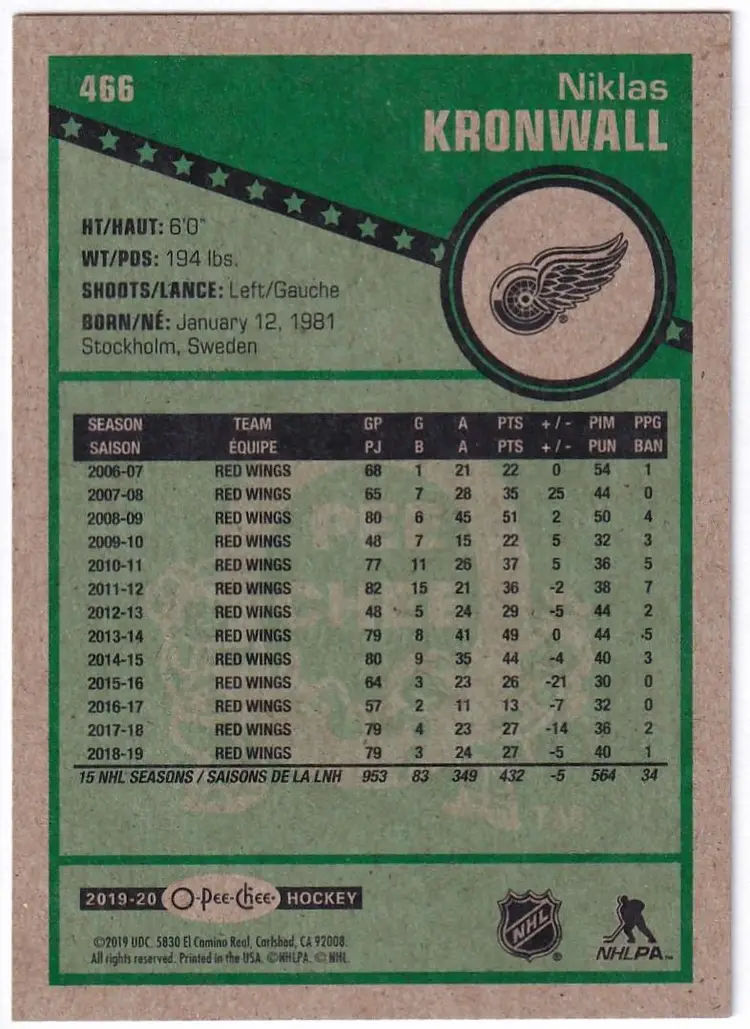 466
Niklas
KRONWALL
HT/HAUT: 6'0"
WT/PDS: 194 lbs.
SHOOTS/LANCE: Left/Gauche
BORN/NÉ: January 12, 1981
Stockholm, Sweden
SEASON TEAM GP G A PTS +/- PIM PPG
SAISON ÉQUIPE PJ B A PTS +/- PUN BAN
2006-07 RED WINGS 68 1 21 22 0 54 1
2007-08 RED WINGS 65 7 28 35 25 44 0
2008-09 RED WINGS 80 6 45 51 2 50 4
2009-10 RED WINGS 48 7 15 22 5 32 3
2010-11 RED WINGS 77 11 26 37 5 36 5
2011-12 RED WINGS 82 15 21 36 -2 38 7
2012-13 RED WINGS 48 5 24 29 -5 44 2
2013-14 RED WINGS 79 8 41 49 0 44 5
2014-15 RED WINGS 80 9 35 44 -4 40 3
2015-16 RED WINGS 64 3 23 26 -21 30 0
2016-17 RED WINGS 57 2 11 13 -7 32 0
2017-18 RED WINGS 79 4 23 27 -14 36 2
2018-19 RED WINGS 79 3 24 27 -5 40 1
15 NHL SEASONS / SAISONS DE LA LNH 953 83 349 432 -5 564 34
2019-20 O-Pee-Chee HOCKEY
©2019 UDC. 5830 El Camino Real, Carlsbad, CA 92008.
All rights reserved. Printed in the USA. ©NHLPA. © NHL.
NHL
NHLPA